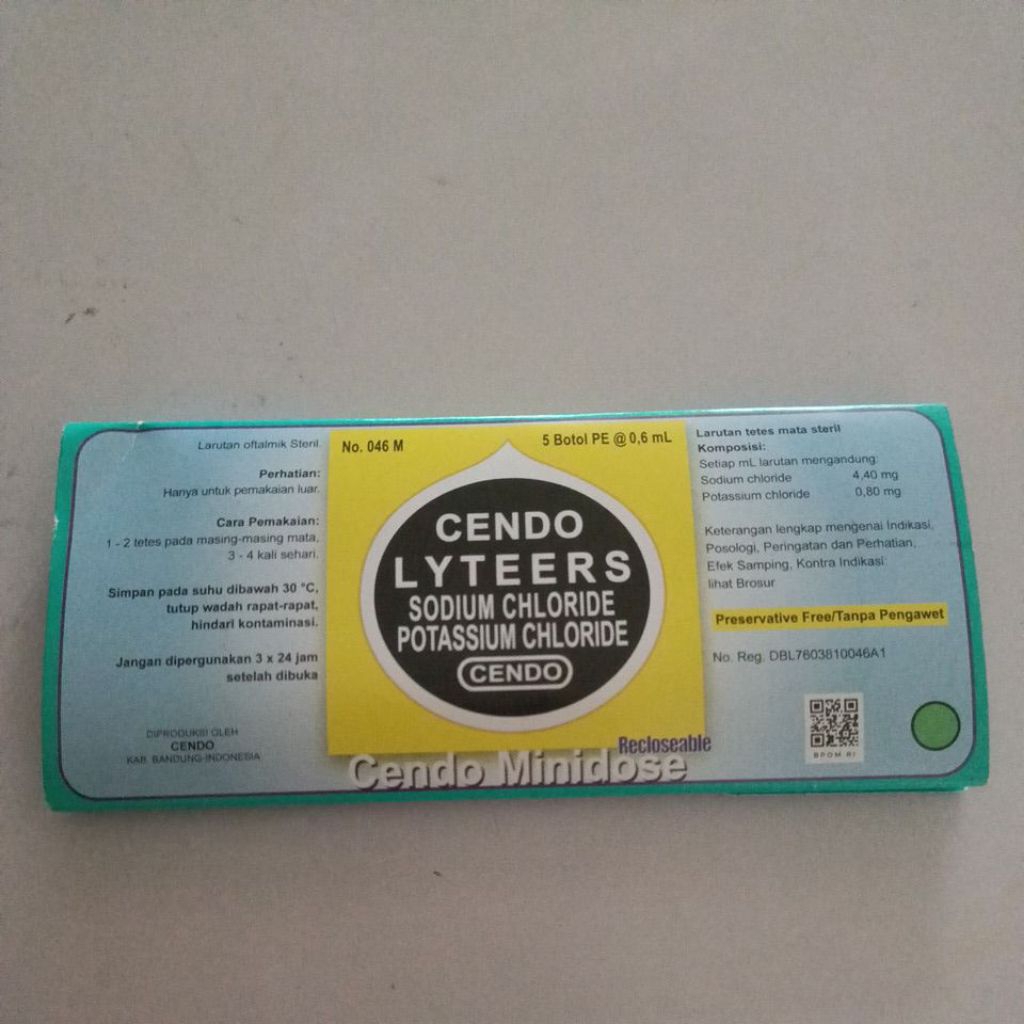 Larutan oftalmik Steril.
Perhatian:
Hanya untuk pemakaian luar.
Cara Pemakaian:
1 - 2 tetes pada masing-masing mata,
3 - 4 kali sehari.
Simpan pada suhu dibawah 30 °C,
tutup wadah rapat-rapat,
hindari kontaminasi.
Jangan dipergunakan 3 x 24 jam
setelah dibuka
DIPRODUKSI OLEH
CENDO
KAB. BANDUNG-INDONESIA
No. 046 M
5 Botol PE @ 0,6 mL
CENDO
LYTEERS
SODIUM CHLORIDE
POTASSIUM CHLORIDE
CENDO
Recloseable
Cendo Minidose
Larutan tetes mata steril
Komposisi:
Setiap mL larutan mengandung:
Sodium chloride 4,40 mg
Potassium chloride 0,80 mg
Keterangan lengkap mengenai Indikasi,
Posologi, Peringatan dan Perhatian,
Efek Samping, Kontra Indikasi
lihat Brosur
Preservative Free/Tanpa Pengawet
No. Reg. DBL7603810046A1
BPOM RI